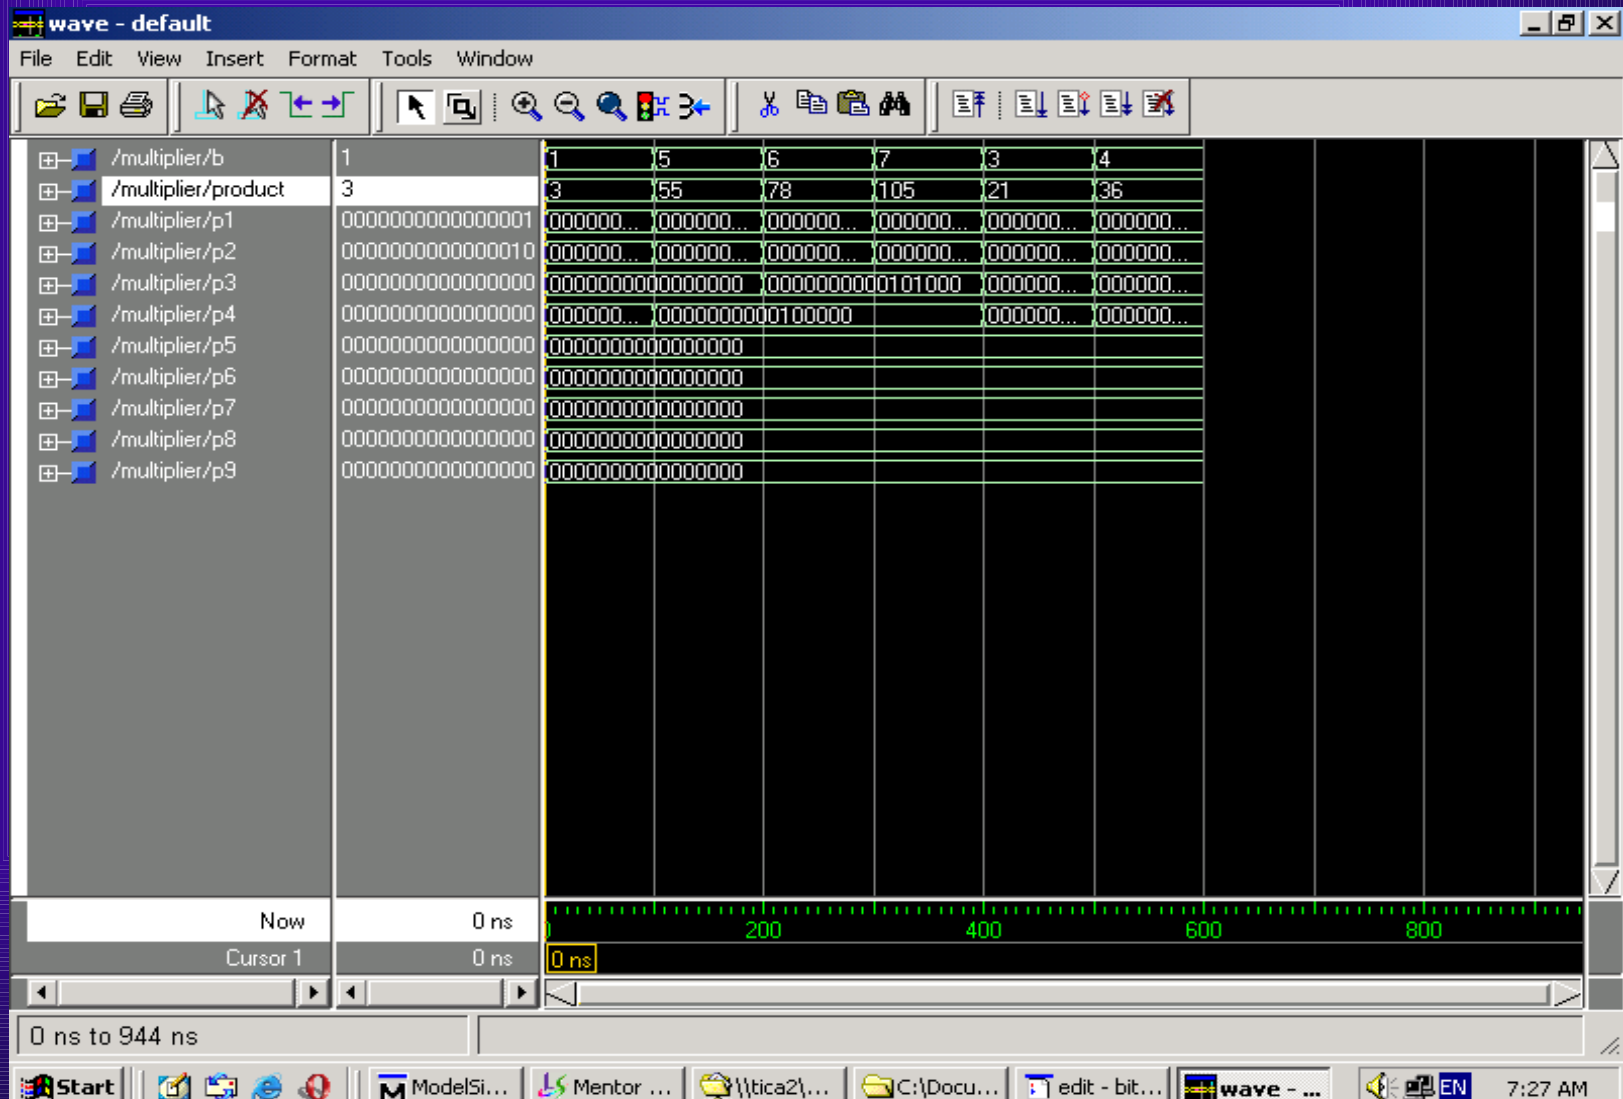 wave - default
File Edit View Insert Format Tools Window
/multiplier/b 1 1 5 6 7 3 4
/multiplier/product 3 3 55 78 105 21 36
/multiplier/p1 0000000000000001 000000... 000000... 000000... 000000... 000000... 000000...
/multiplier/p2 0000000000000010 000000... 000000... 000000... 000000... 000000... 000000...
/multiplier/p3 0000000000000000 0000000000000000 0000000000101000 000000... 000000...
/multiplier/p4 0000000000000000 000000... 0000000000100000 000000... 000000...
/multiplier/p5 0000000000000000 0000000000000000
/multiplier/p6 0000000000000000 0000000000000000
/multiplier/p7 0000000000000000 0000000000000000
/multiplier/p8 0000000000000000 0000000000000000
/multiplier/p9 0000000000000000 0000000000000000
Now 0 ns 0 200 400 600 800
Cursor 1 0 ns 0 ns
0 ns to 944 ns
Start ModelSi... Mentor ... \\tica2\... C:\Docu... edit - bit... wave - ... EN 7:27 AM